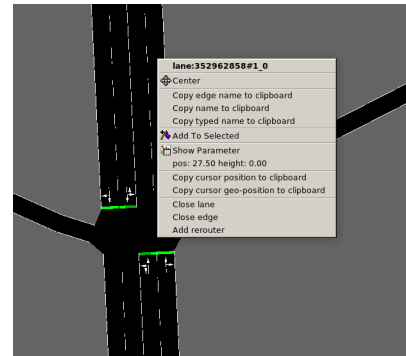 lane:352962858#1_0
Center
Copy edge name to clipboard
Copy name to clipboard
Copy typed name to clipboard
Add To Selected
Show Parameter
pos: 27.50 height: 0.00
Copy cursor position to clipboard
Copy cursor geo-position to clipboard
Close lane
Close edge
Add rerouter